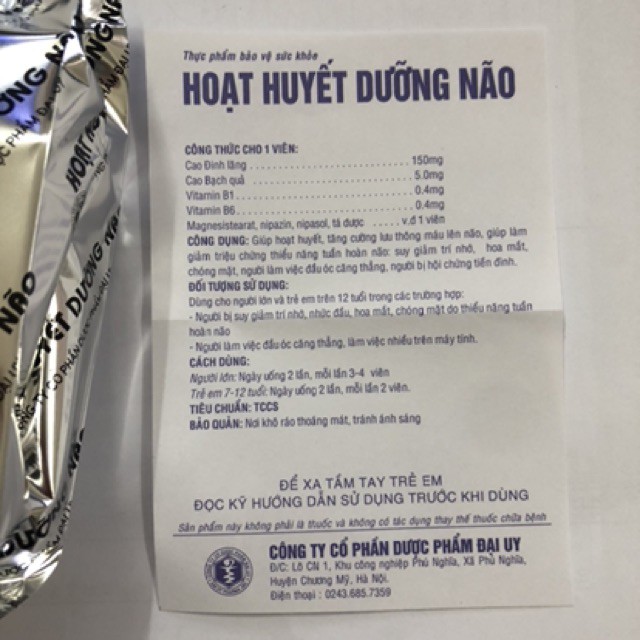 Thực phẩm bảo vệ sức khỏe
HOẠT HUYẾT DƯỠNG NÃO
CÔNG THỨC CHO 1 VIÊN:
Cao Đinh lăng .................... 150mg
Cao Bạch quả .................... 5.0mg
Vitamin B1 .................... 0.4mg
Vitamin B6 .................... 0.4mg
Magnesistearat, nipazin, nipasol, tá dược ..... v.đ 1 viên
CÔNG DỤNG: Giúp hoạt huyết, tăng cường lưu thông máu lên não, giúp làm
giảm triệu chứng thiểu năng tuần hoàn não: suy giảm trí nhớ, hoa mắt,
chóng mặt, người làm việc đầu óc căng thẳng, người bị hội chứng tiền đình.
ĐỐI TƯỢNG SỬ DỤNG:
Dùng cho người lớn và trẻ em trên 12 tuổi trong các trường hợp:
- Người bị suy giảm trí nhớ, nhức đầu, hoa mắt, chóng mặt do thiểu năng tuần
hoàn não
- Người làm việc đầu óc căng thẳng, làm việc nhiều trên máy tính.
CÁCH DÙNG:
Người lớn: Ngày uống 2 lần, mỗi lần 3-4 viên
Trẻ em 7-12 tuổi: Ngày uống 2 lần, mỗi lần 2 viên.
TIÊU CHUẨN: TCCS
BẢO QUẢN: Nơi khô ráo thoáng mát, tránh ánh sáng
ĐỂ XA TẦM TAY TRẺ EM
ĐỌC KỸ HƯỚNG DẪN SỬ DỤNG TRƯỚC KHI DÙNG
Sản phẩm này không phải là thuốc và không có tác dụng thay thế thuốc chữa bệnh
CÔNG TY CỔ PHẦN DƯỢC PHẨM ĐẠI UY
Đ/C: Lô CN 1, Khu công nghiệp Phú Nghĩa, Xã Phú Nghĩa,
Huyện Chương Mỹ, Hà Nội.
Điện thoại : 0243.685.7359